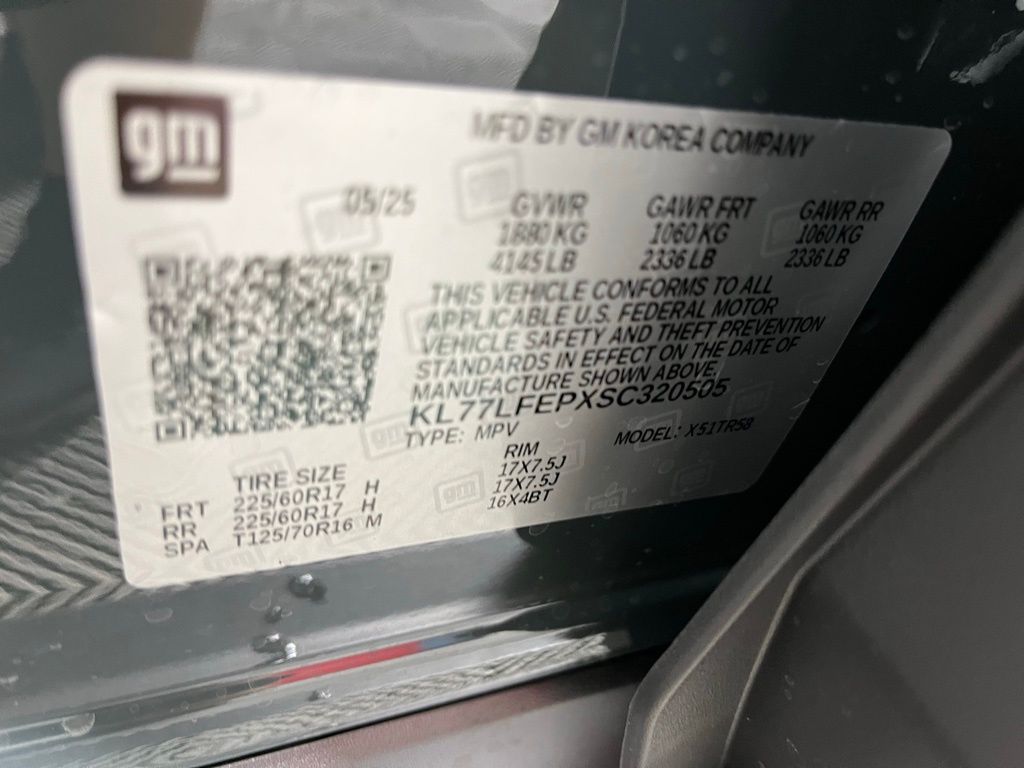 gm
MFD BY GM KOREA COMPANY
05/25
GVWR GAWR FRT GAWR RR
1880 KG 1060 KG 1060 KG
4145 LB 2336 LB 2336 LB
THIS VEHICLE CONFORMS TO ALL
APPLICABLE U.S. FEDERAL MOTOR
VEHICLE SAFETY AND THEFT PREVENTION
STANDARDS IN EFFECT ON THE DATE OF
MANUFACTURE SHOWN ABOVE.
KL77LFEPXSC320505
TYPE: MPV MODEL: X51TR58
TIRE SIZE RIM
FRT 225/60R17 H 17X7.5J
RR 225/60R17 H 17X7.5J
SPA T125/70R16 M 16X4BT